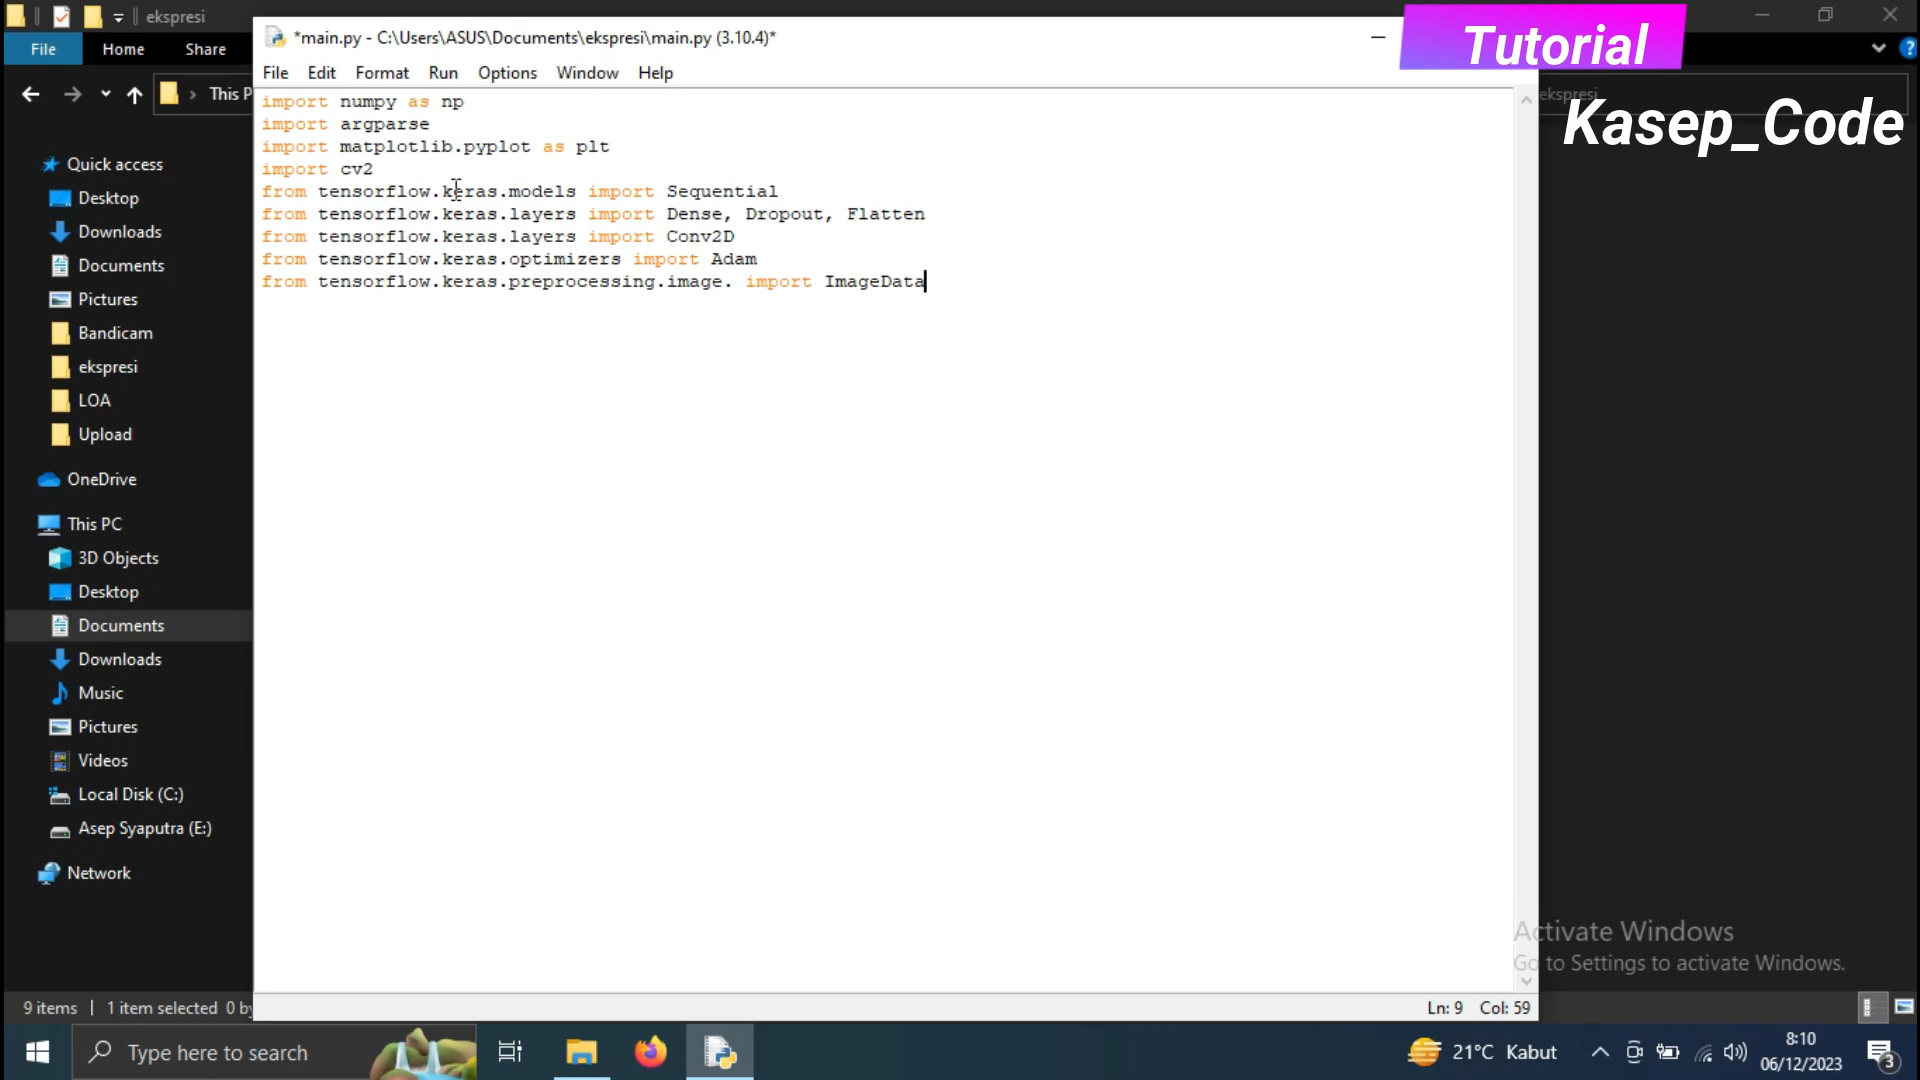 ekspresi
*main.py - C:\Users\ASUS\Documents\ekspresi\main.py (3.10.4)*
Tutorial
File Home Share
File Edit Format Run Options Window Help
This P
ekspresi
Kasep_Code
import numpy as np
import argparse
import matplotlib.pyplot as plt
import cv2
from tensorflow.keras.models import Sequential
from tensorflow.keras.layers import Dense, Dropout, Flatten
from tensorflow.keras.layers import Conv2D
from tensorflow.keras.optimizers import Adam
from tensorflow.keras.preprocessing.image. import ImageData
Quick access
Desktop
Downloads
Documents
Pictures
Bandicam
ekspresi
LOA
Upload
OneDrive
This PC
3D Objects
Desktop
Documents
Downloads
Music
Pictures
Videos
Local Disk (C:)
Asep Syaputra (E:)
Network
Activate Windows
Go to Settings to activate Windows.
9 items 1 item selected 0 by
Ln: 9 Col: 59
Type here to search
21°C Kabut
8:10
06/12/2023
3